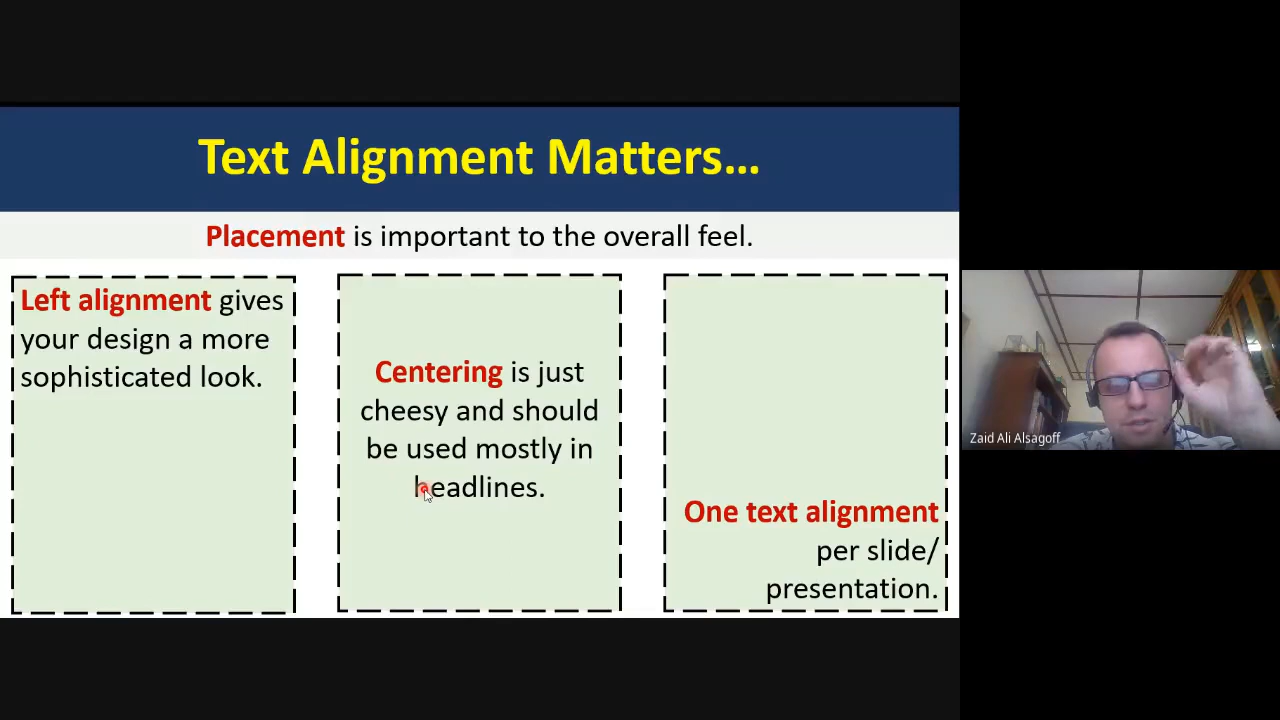 Text Alignment Matters…
Placement is important to the overall feel.
Left alignment gives
your design a more
sophisticated look.
Centering is just
cheesy and should
be used mostly in
headlines.
One text alignment
per slide/
presentation.
Zaid Ali Alsagoff